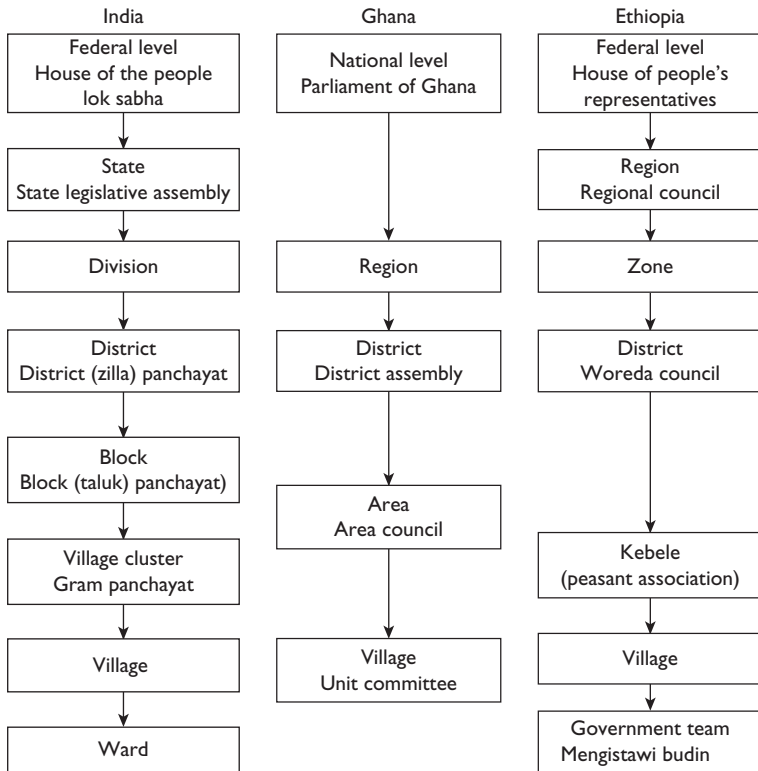 India
Federal level
House of the people
lok sabha
State
State legislative assembly
Division
District
District (zilla) panchayat
Block
Block (taluk) panchayat)
Village cluster
Gram panchayat
Village
Ward
Ghana
National level
Parliament of Ghana
Region
District
District assembly
Area
Area council
Village
Unit committee
Ethiopia
Federal level
House of people's
representatives
Region
Regional council
Zone
District
Woreda council
Kebele
(peasant association)
Village
Government team
Mengistawi budin